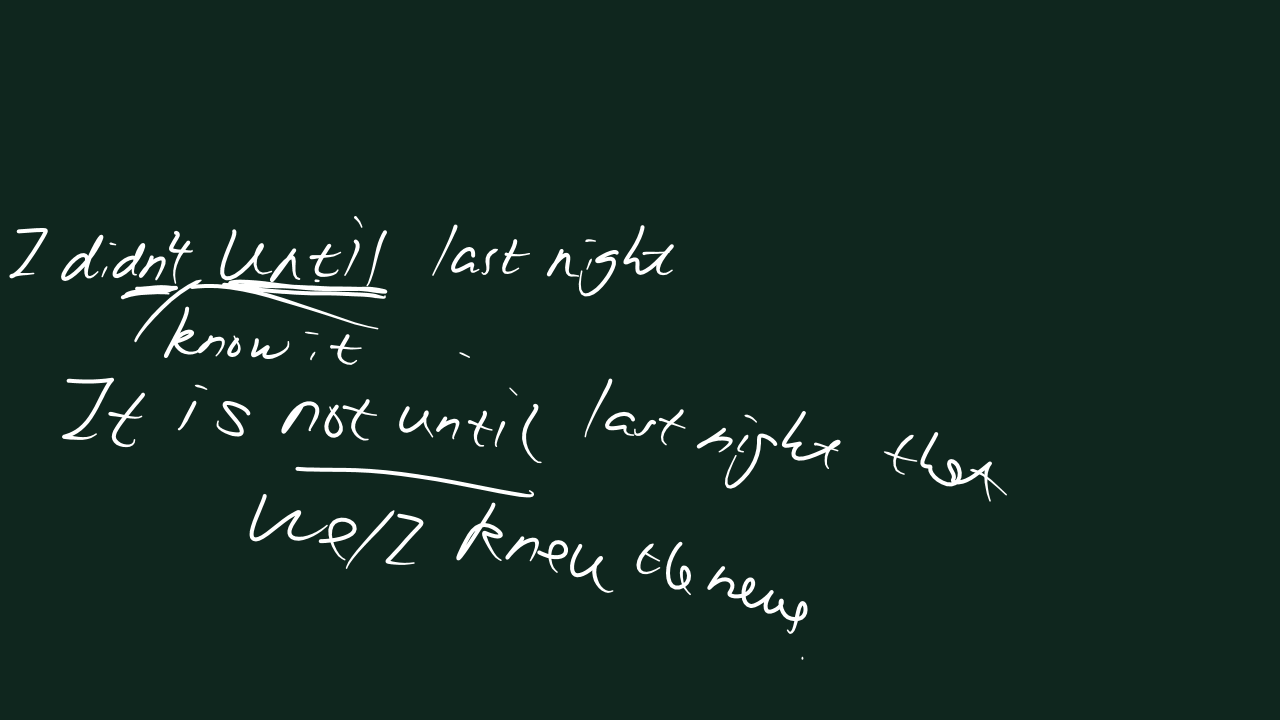 I didn't until last night
know it
It is not until last night that
we/I knew the news